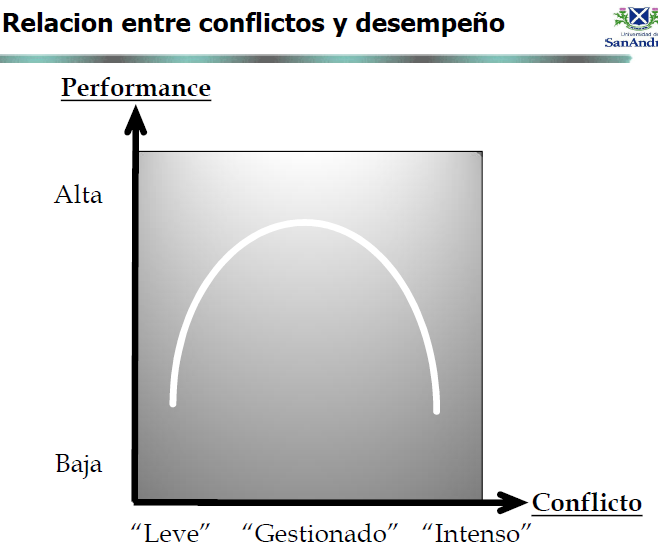 Relacion entre conflictos y desempeño
Universidad de
SanAndr
Performance
Alta
Baja
Conflicto
“Leve” “Gestionado” “Intenso”